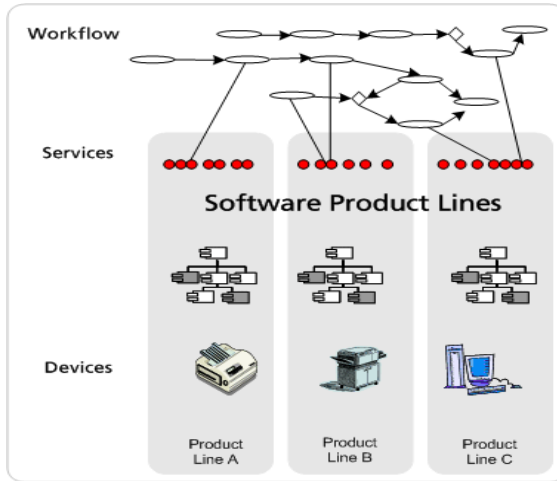 Workflow
Services
Software Product Lines
Devices
Product
Line A
Product
Line B
Product
Line C